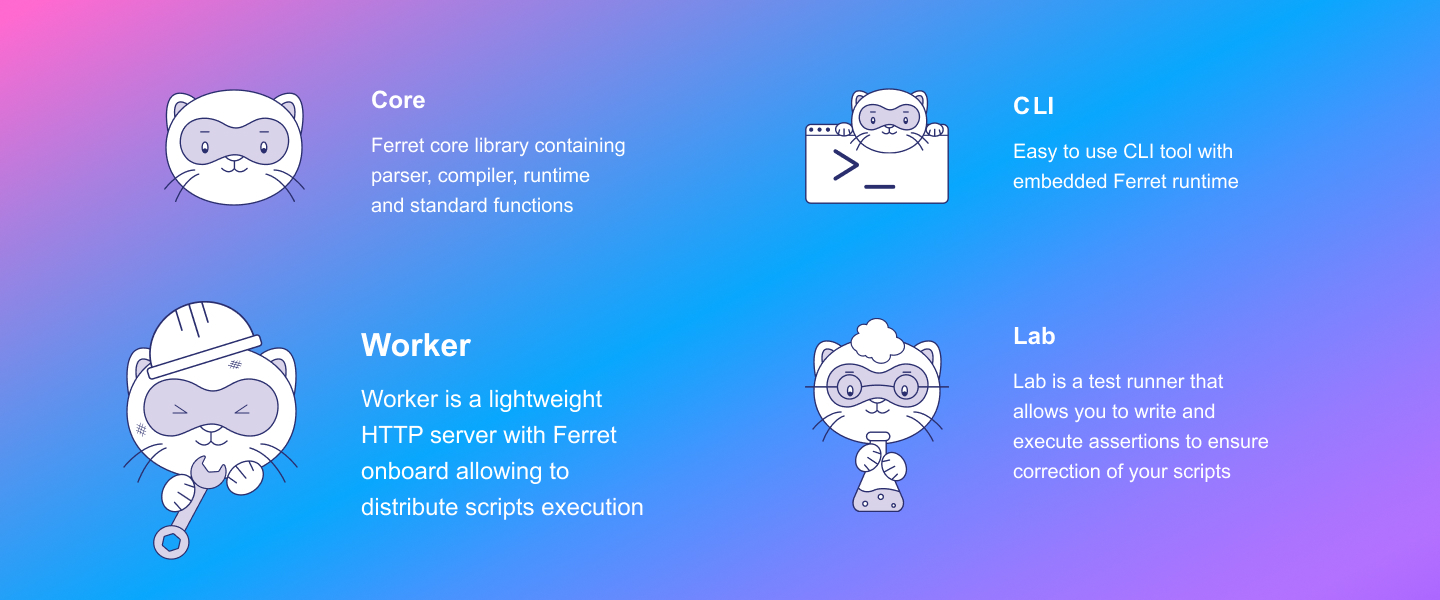 Core
Ferret core library containing
parser, compiler, runtime
and standard functions
CLI
Easy to use CLI tool with
embedded Ferret runtime
Worker
Worker is a lightweight
HTTP server with Ferret
onboard allowing to
distribute scripts execution
Lab
Lab is a test runner that
allows you to write and
execute assertions to ensure
correction of your scripts